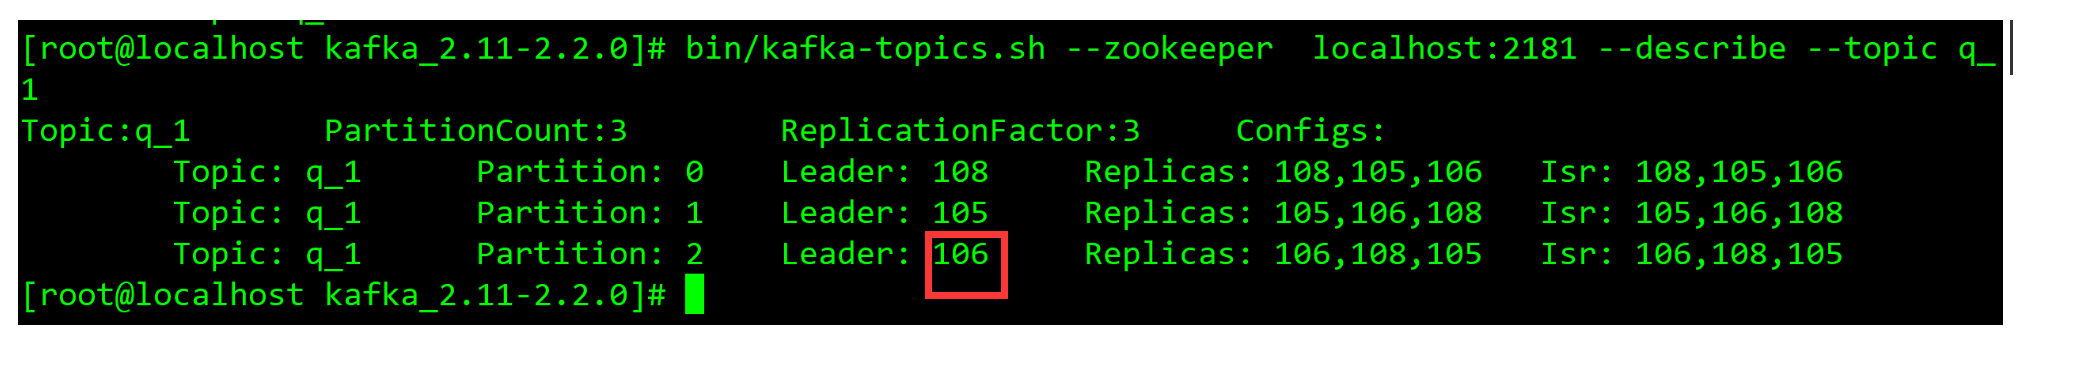 [root@localhost kafka_2.11-2.2.0]# bin/kafka-topics.sh --zookeeper  localhost:2181 --describe --topic q_
1
Topic:q_1       PartitionCount:3        ReplicationFactor:3     Configs:
        Topic: q_1      Partition: 0    Leader: 108     Replicas: 108,105,106   Isr: 108,105,106
        Topic: q_1      Partition: 1    Leader: 105     Replicas: 105,106,108   Isr: 105,106,108
        Topic: q_1      Partition: 2    Leader: 106     Replicas: 106,108,105   Isr: 106,108,105
[root@localhost kafka_2.11-2.2.0]#